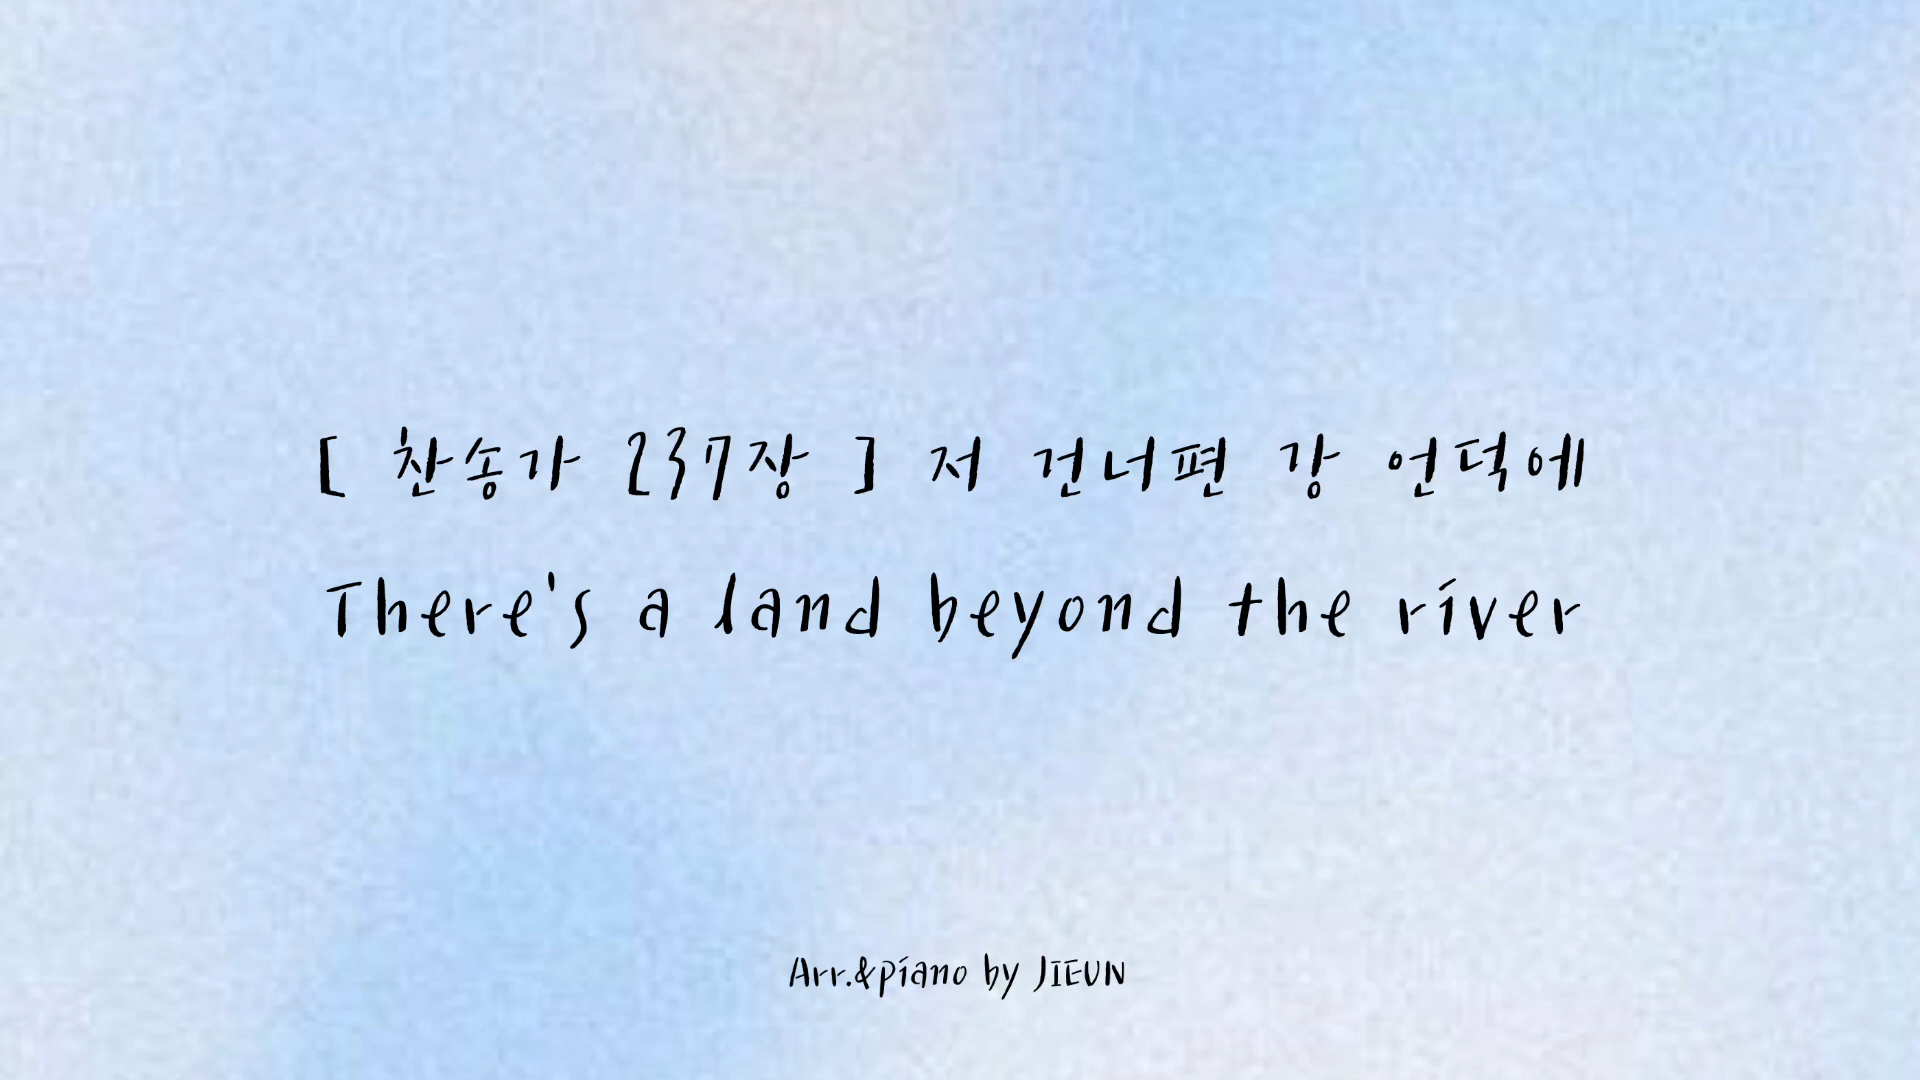 [ 찬송가 237장 ] 저 건너편 강 언덕에
There's a land beyond the river
Arr.&piano by JIEUN